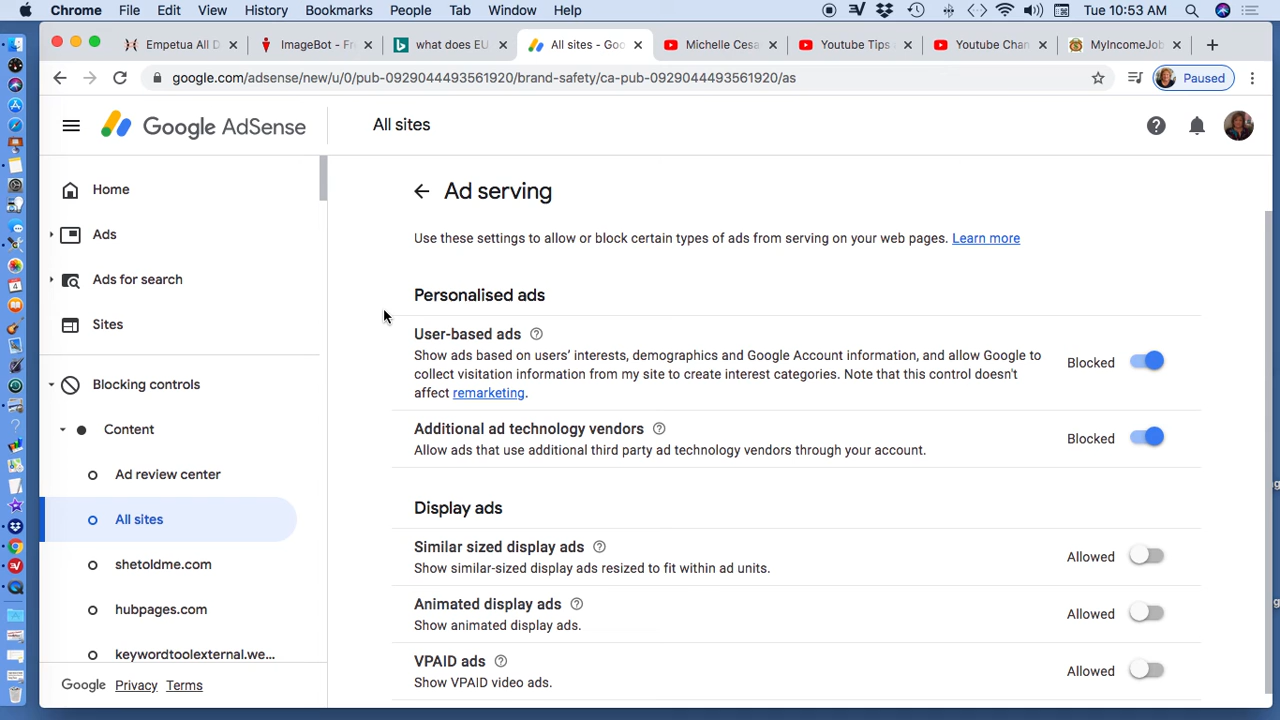 Chrome File Edit View History Bookmarks People Tab Window Help Tue 10:53 AM
Empetua All D ImageBot - Fr what does EU All sites - Goo Michelle Cesa Youtube Tips Youtube Chan MyIncomeJob
google.com/adsense/new/u/0/pub-0929044493561920/brand-safety/ca-pub-0929044493561920/as Paused
Google AdSense All sites
Home
Ads
Ads for search
Sites
Blocking controls
Content
Ad review center
All sites
shetoldme.com
hubpages.com
keywordtoolexternal.we...
Google Privacy Terms
Ad serving
Use these settings to allow or block certain types of ads from serving on your web pages. Learn more
Personalised ads
User-based ads
Show ads based on users' interests, demographics and Google Account information, and allow Google to
collect visitation information from my site to create interest categories. Note that this control doesn't
affect remarketing.
Blocked
Additional ad technology vendors
Allow ads that use additional third party ad technology vendors through your account.
Blocked
Display ads
Similar sized display ads
Show similar-sized display ads resized to fit within ad units.
Allowed
Animated display ads
Show animated display ads.
Allowed
VPAID ads
Show VPAID video ads.
Allowed